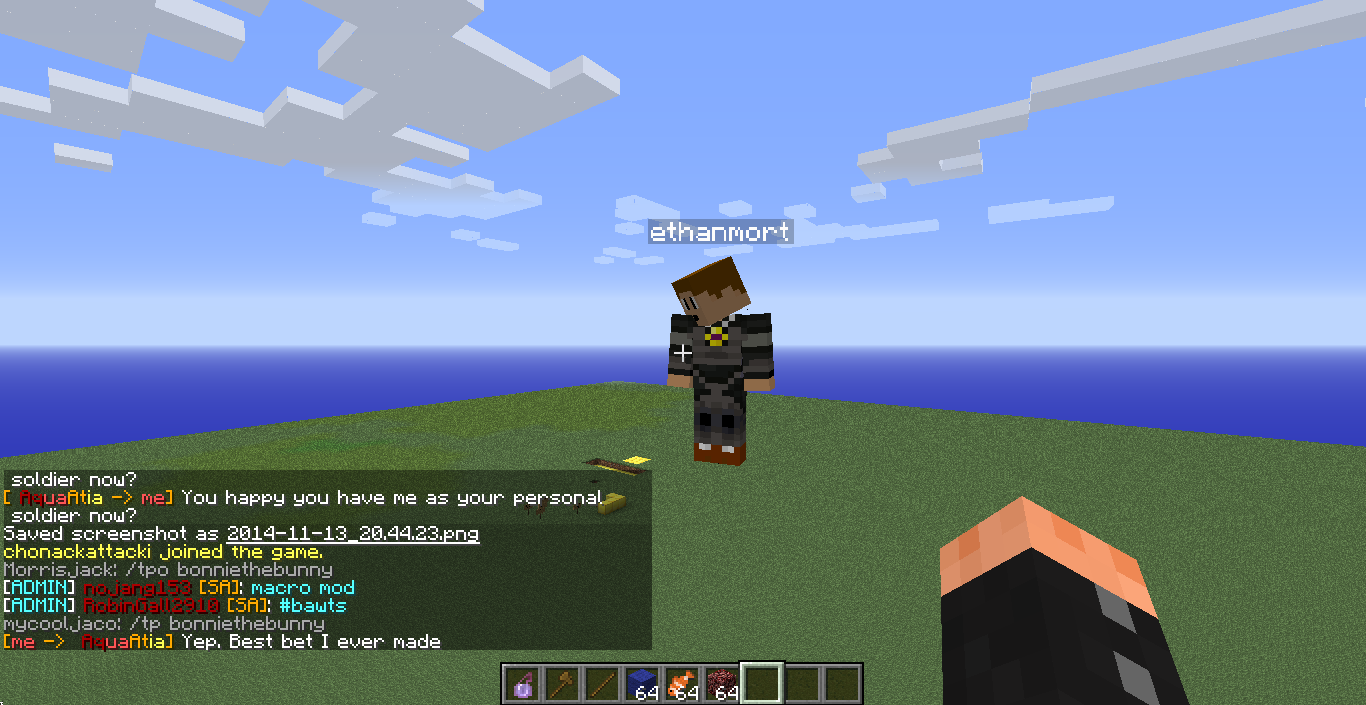 ethanmort
soldier now?
[ AquaAtia -> me] You happy you have me as your personal
soldier now?
Saved screenshot as 2014-11-13_20.44.23.png
chonackattacki joined the game.
Morrisjack: /tpo bonniethebunny
[ADMIN] nojang153 [SA]: macro mod
[ADMIN] RobinGall2910 [SA]: #bawts
mycooljaco: /tp bonniethebunny
[me -> AquaAtia] Yep. Best bet I ever made
64 64 64